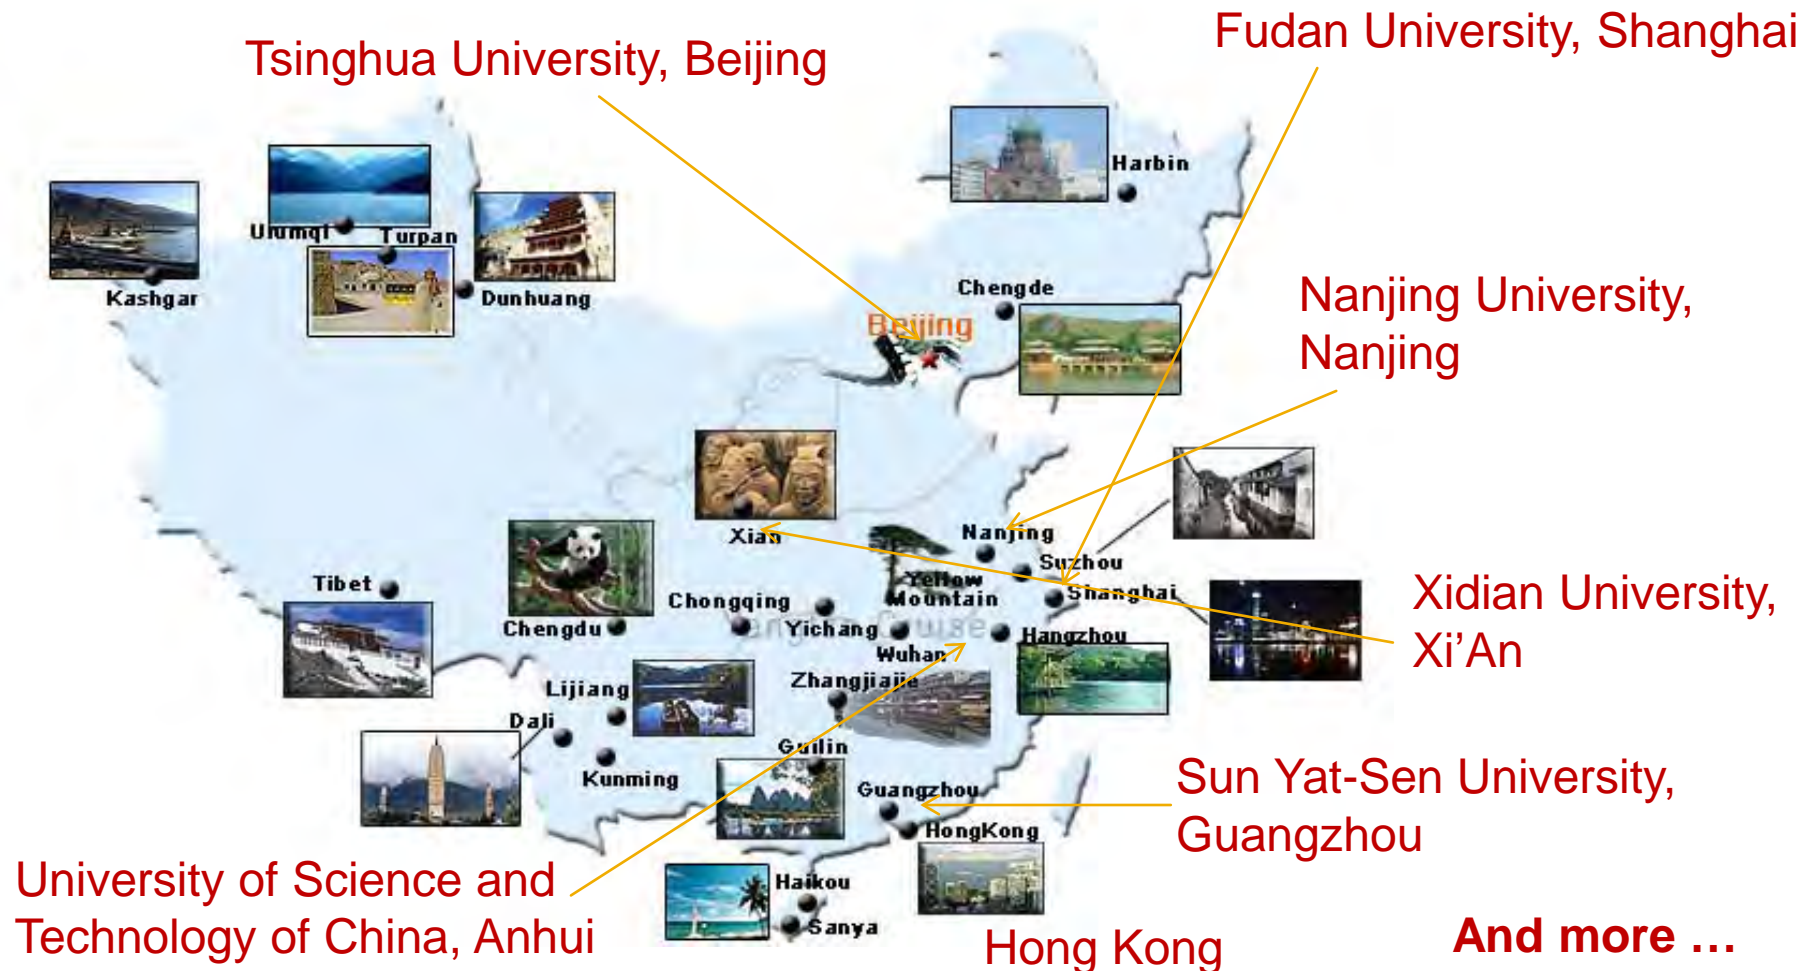 Fudan University, Shanghai
Tsinghua University, Beijing
Harbin
Urumqi
Turpan
Kashgar
Dunhuang
Chengde
Beijing
Nanjing University,
Nanjing
Xian
Nanjing
Suzhou
Tibet
Yellow
Mountain
Shanghai
Chongqing
Chengdu
Yichang
Cruise
Hangzhou
Wuhan
Xidian University,
Xi’An
Zhangjiajie
Lijiang
Dali
Guilin
Kunming
Guangzhou
Sun Yat-Sen University,
Guangzhou
HongKong
University of Science and
Technology of China, Anhui
Haikou
Sanya
Hong Kong
And more …